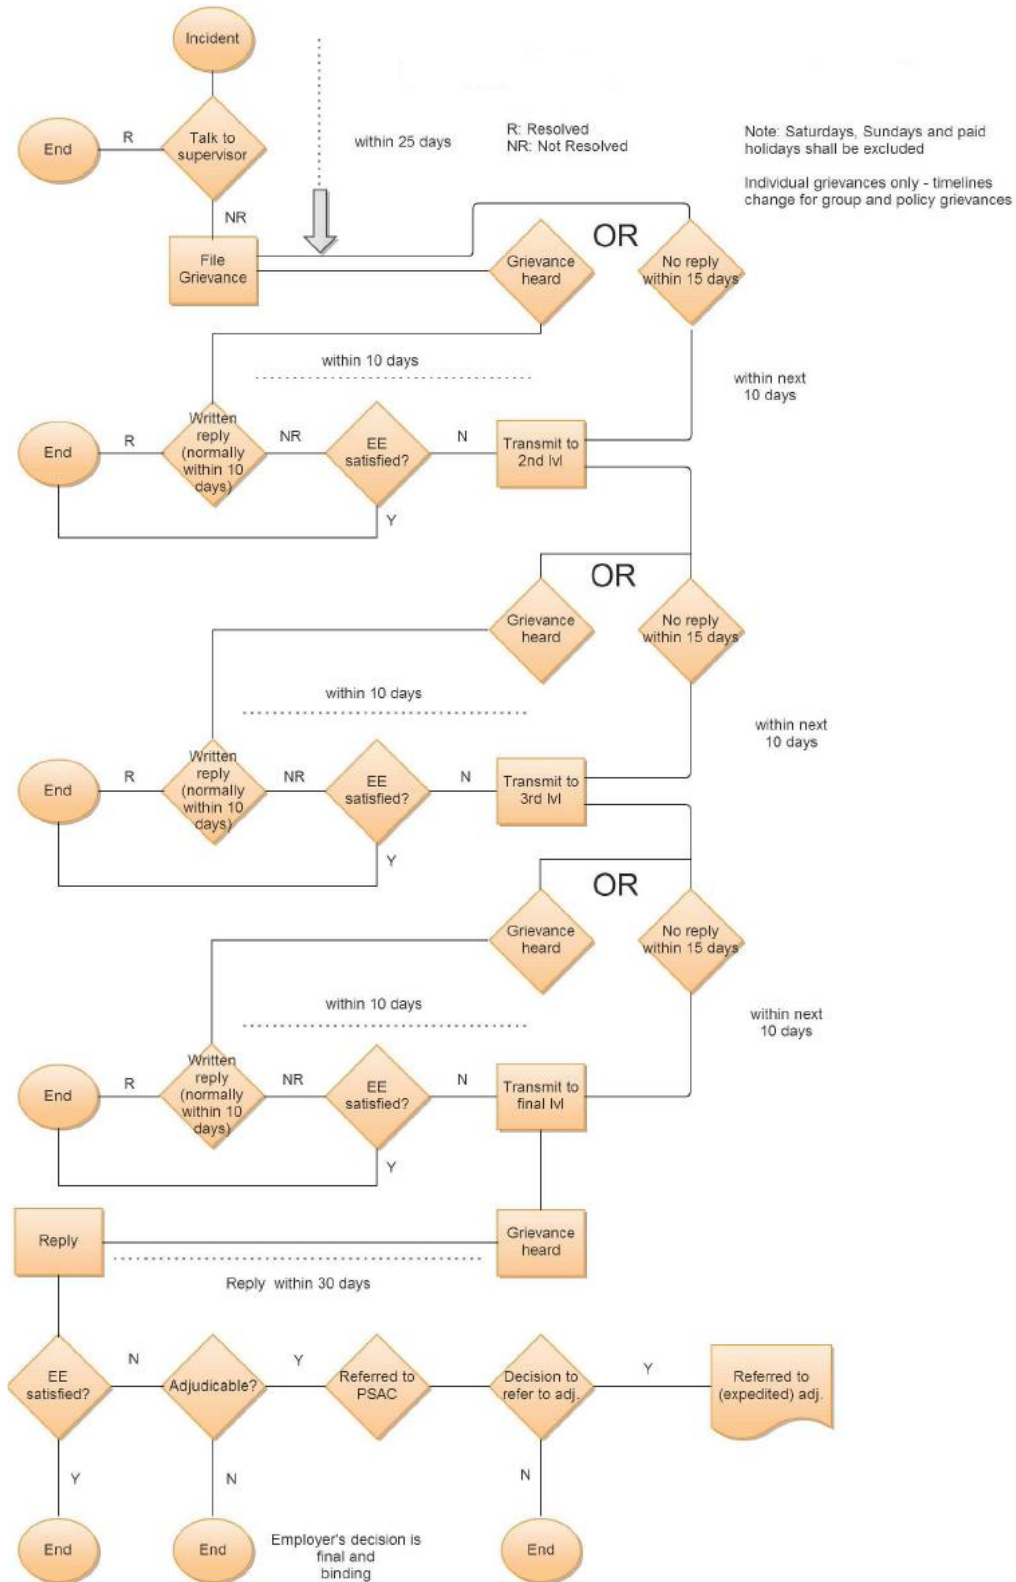 Incident
Talk to
supervisor
R
End
NR
within 25 days
R: Resolved
NR: Not Resolved
Note: Saturdays, Sundays and paid
holidays shall be excluded
Individual grievances only - timelines
change for group and policy grievances
File
Grievance
Grievance
heard
OR
No reply
within 15 days
within 10 days
within next
10 days
End
R
Written
reply
(normally
within 10
days)
NR
EE
satisfied?
N
Transmit to
2nd lvl
Y
Grievance
heard
OR
No reply
within 15 days
within 10 days
within next
10 days
End
R
Written
reply
(normally
within 10
days)
NR
EE
satisfied?
N
Transmit to
3rd lvl
Y
Grievance
heard
OR
No reply
within 15 days
within 10 days
within next
10 days
End
R
Written
reply
(normally
within 10
days)
NR
EE
satisfied?
N
Transmit to
final lvl
Y
Grievance
heard
Reply
Reply within 30 days
EE
satisfied?
N
Adjudicable?
Y
Referred to
PSAC
Decision to
refer to adj.
Y
Referred to
(expedited) adj.
Y
End
N
End
Employer's decision is
final and
binding
N
End